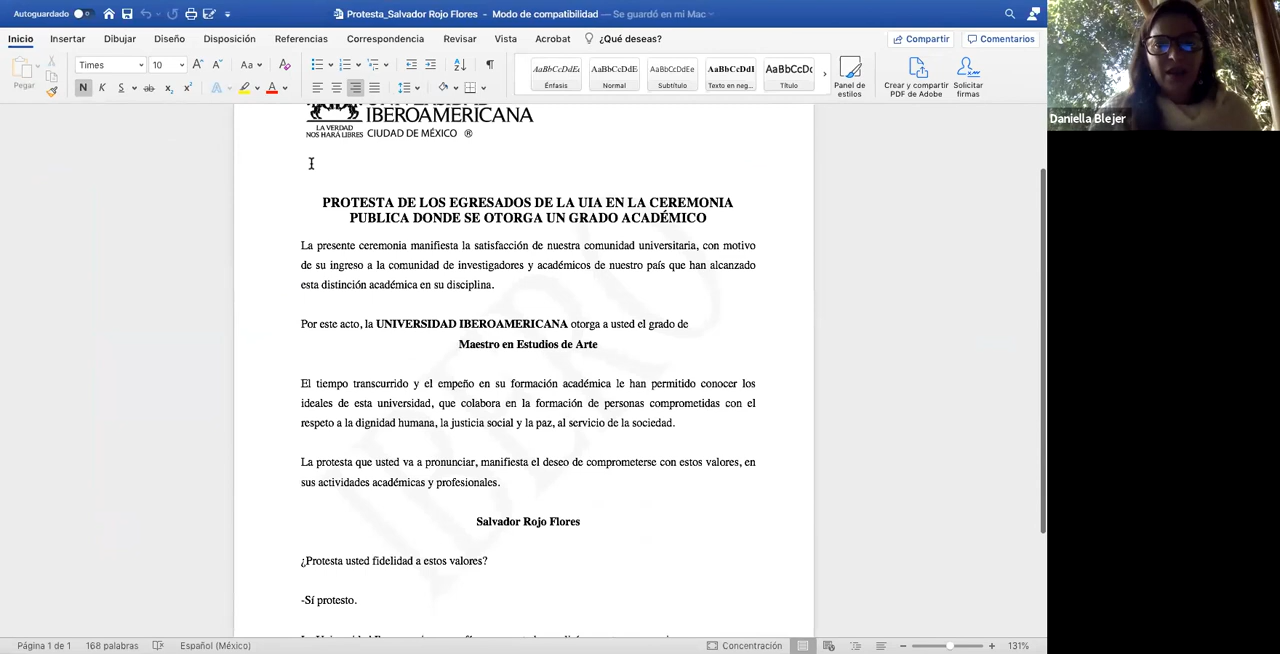 Autoguardado
Protesta_Salvador Rojo Flores - Modo de compatibilidad — Se guardó en mi Mac
Inicio Insertar Dibujar Diseño Disposición Referencias Correspondencia Revisar Vista Acrobat ¿Qué deseas? Compartir Comentarios
Pegar
Times 10
Aa
N K S ab x₂ x² A A
AaBbCcDdEe Énfasis
AaBbCcDdE Normal
AaBbCcDdEe Subtítulo
AaBbCcDdI Texto en neg...
AaBbCcDc Título
Panel de estilos
Crear y compartir PDF de Adobe
Solicitar firmas
Daniella Blejer
UNIVERSIDAD
IBEROAMERICANA
LA VERDAD
NOS HARÁ LIBRES
CIUDAD DE MÉXICO ®
PROTESTA DE LOS EGRESADOS DE LA UIA EN LA CEREMONIA
PUBLICA DONDE SE OTORGA UN GRADO ACADÉMICO
La presente ceremonia manifiesta la satisfacción de nuestra comunidad universitaria, con motivo
de su ingreso a la comunidad de investigadores y académicos de nuestro país que han alcanzado
esta distinción académica en su disciplina.
Por este acto, la UNIVERSIDAD IBEROAMERICANA otorga a usted el grado de
Maestro en Estudios de Arte
El tiempo transcurrido y el empeño en su formación académica le han permitido conocer los
ideales de esta universidad, que colabora en la formación de personas comprometidas con el
respeto a la dignidad humana, la justicia social y la paz, al servicio de la sociedad.
La protesta que usted va a pronunciar, manifiesta el deseo de comprometerse con estos valores, en
sus actividades académicas y profesionales.
Salvador Rojo Flores
¿Protesta usted fidelidad a estos valores?
-Sí protesto.
IBERO
Página 1 de 1 168 palabras Español (México) Concentración 131%